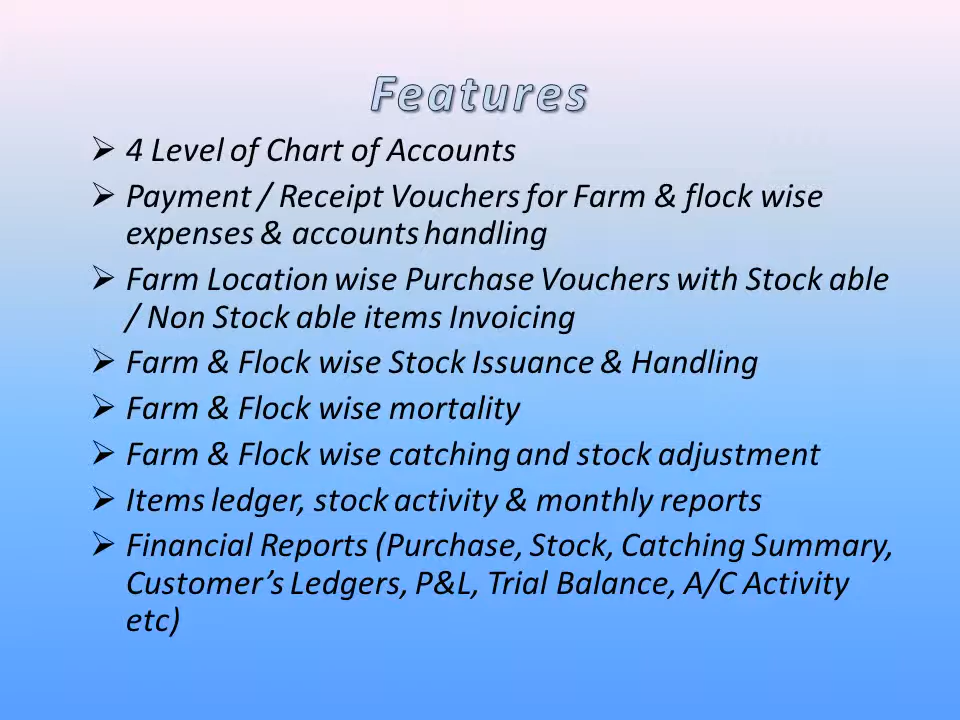 Features
➢ 4 Level of Chart of Accounts
➢ Payment / Receipt Vouchers for Farm & flock wise
expenses & accounts handling
➢ Farm Location wise Purchase Vouchers with Stock able
/ Non Stock able items Invoicing
➢ Farm & Flock wise Stock Issuance & Handling
➢ Farm & Flock wise mortality
➢ Farm & Flock wise catching and stock adjustment
➢ Items ledger, stock activity & monthly reports
➢ Financial Reports (Purchase, Stock, Catching Summary,
Customer’s Ledgers, P&L, Trial Balance, A/C Activity
etc)